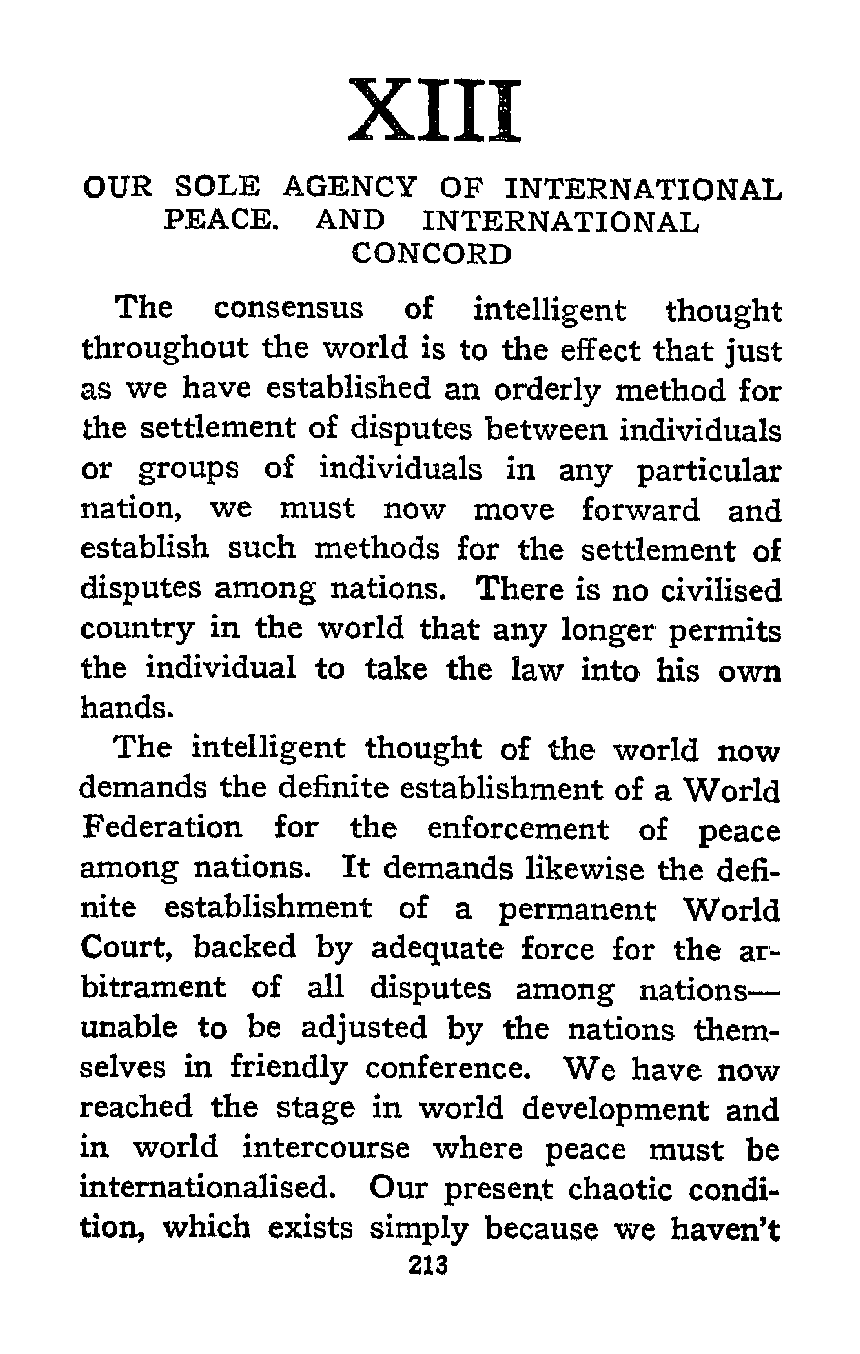 XIII
OUR SOLE AGENCY OF INTERNATIONAL
PEACE. AND INTERNATIONAL
CONCORD
The consensus of intelligent thought
throughout the world is to the effect that just
as we have established an orderly method for
the settlement of disputes between individuals
or groups of individuals in any particular
nation, we must now move forward and
establish such methods for the settlement of
disputes among nations. There is no civilised
country in the world that any longer permits
the individual to take the law into his own
hands.
The intelligent thought of the world now
demands the definite establishment of a World
Federation for the enforcement of peace
among nations. It demands likewise the defi-
nite establishment of a permanent World
Court, backed by adequate force for the ar-
bitrament of all disputes among nations—
unable to be adjusted by the nations them-
selves in friendly conference. We have now
reached the stage in world development and
in world intercourse where peace must be
internationalised. Our present chaotic condi-
tion, which exists simply because we haven't
213